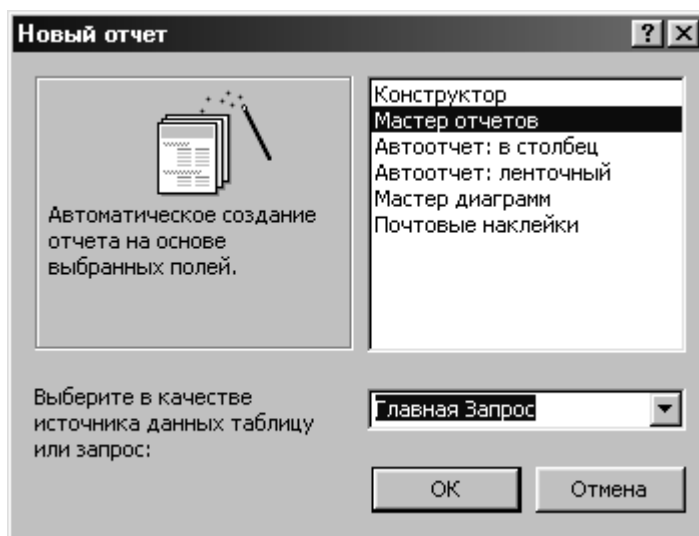 Новый отчет
Автоматическое создание
отчета на основе
выбранных полей.
Конструктор
Мастер отчетов
Автоотчет: в столбец
Автоотчет: ленточный
Мастер диаграмм
Почтовые наклейки
Выберите в качестве
источника данных таблицу
или запрос:
Главная Запрос
ОК
Отмена